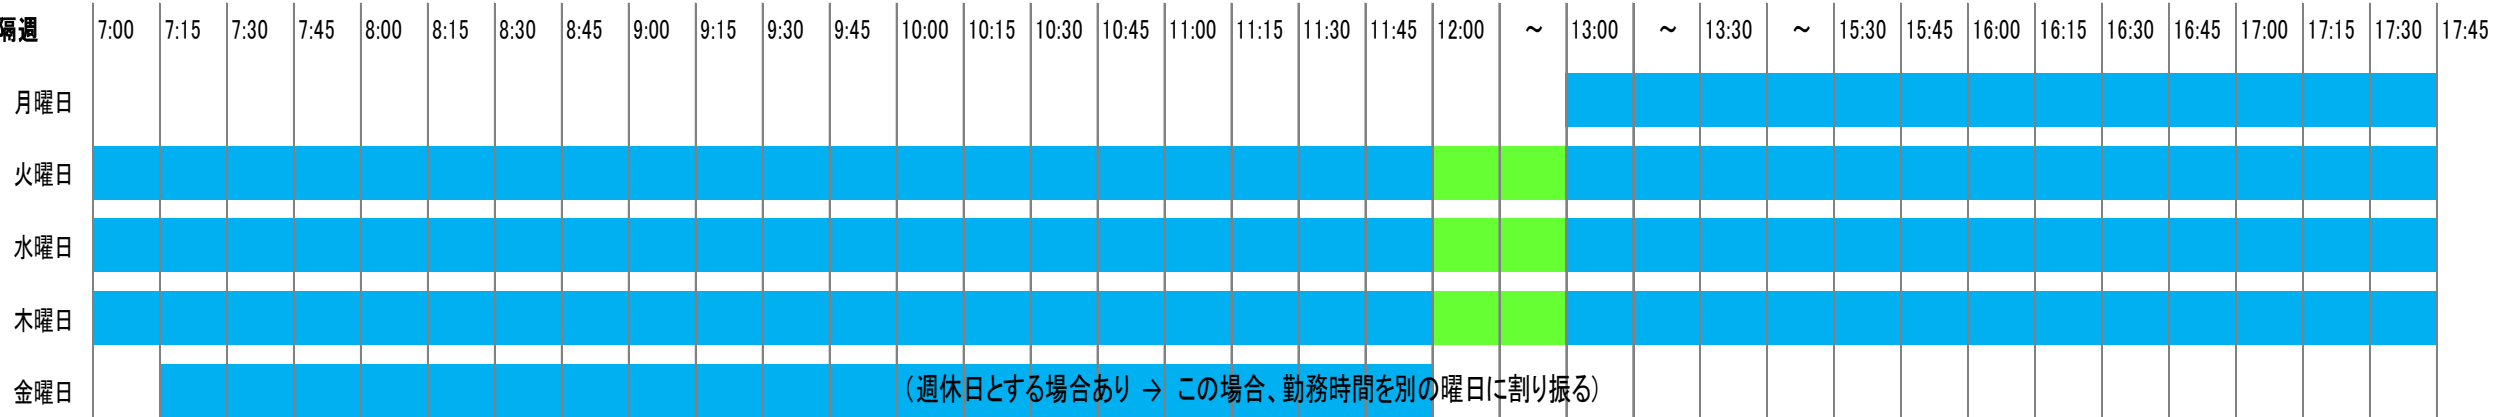 隔週 7:00 7:15 7:30 7:45 8:00 8:15 8:30 8:45 9:00 9:15 9:30 9:45 10:00 10:15 10:30 10:45 11:00 11:15 11:30 11:45 12:00 ～ 13:00 ～ 13:30 ～ 15:30 15:45 16:00 16:15 16:30 16:45 17:00 17:15 17:30 17:45
月曜日
火曜日
水曜日
木曜日
金曜日 （週休日とする場合あり → この場合、勤務時間を別の曜日に割り振る）